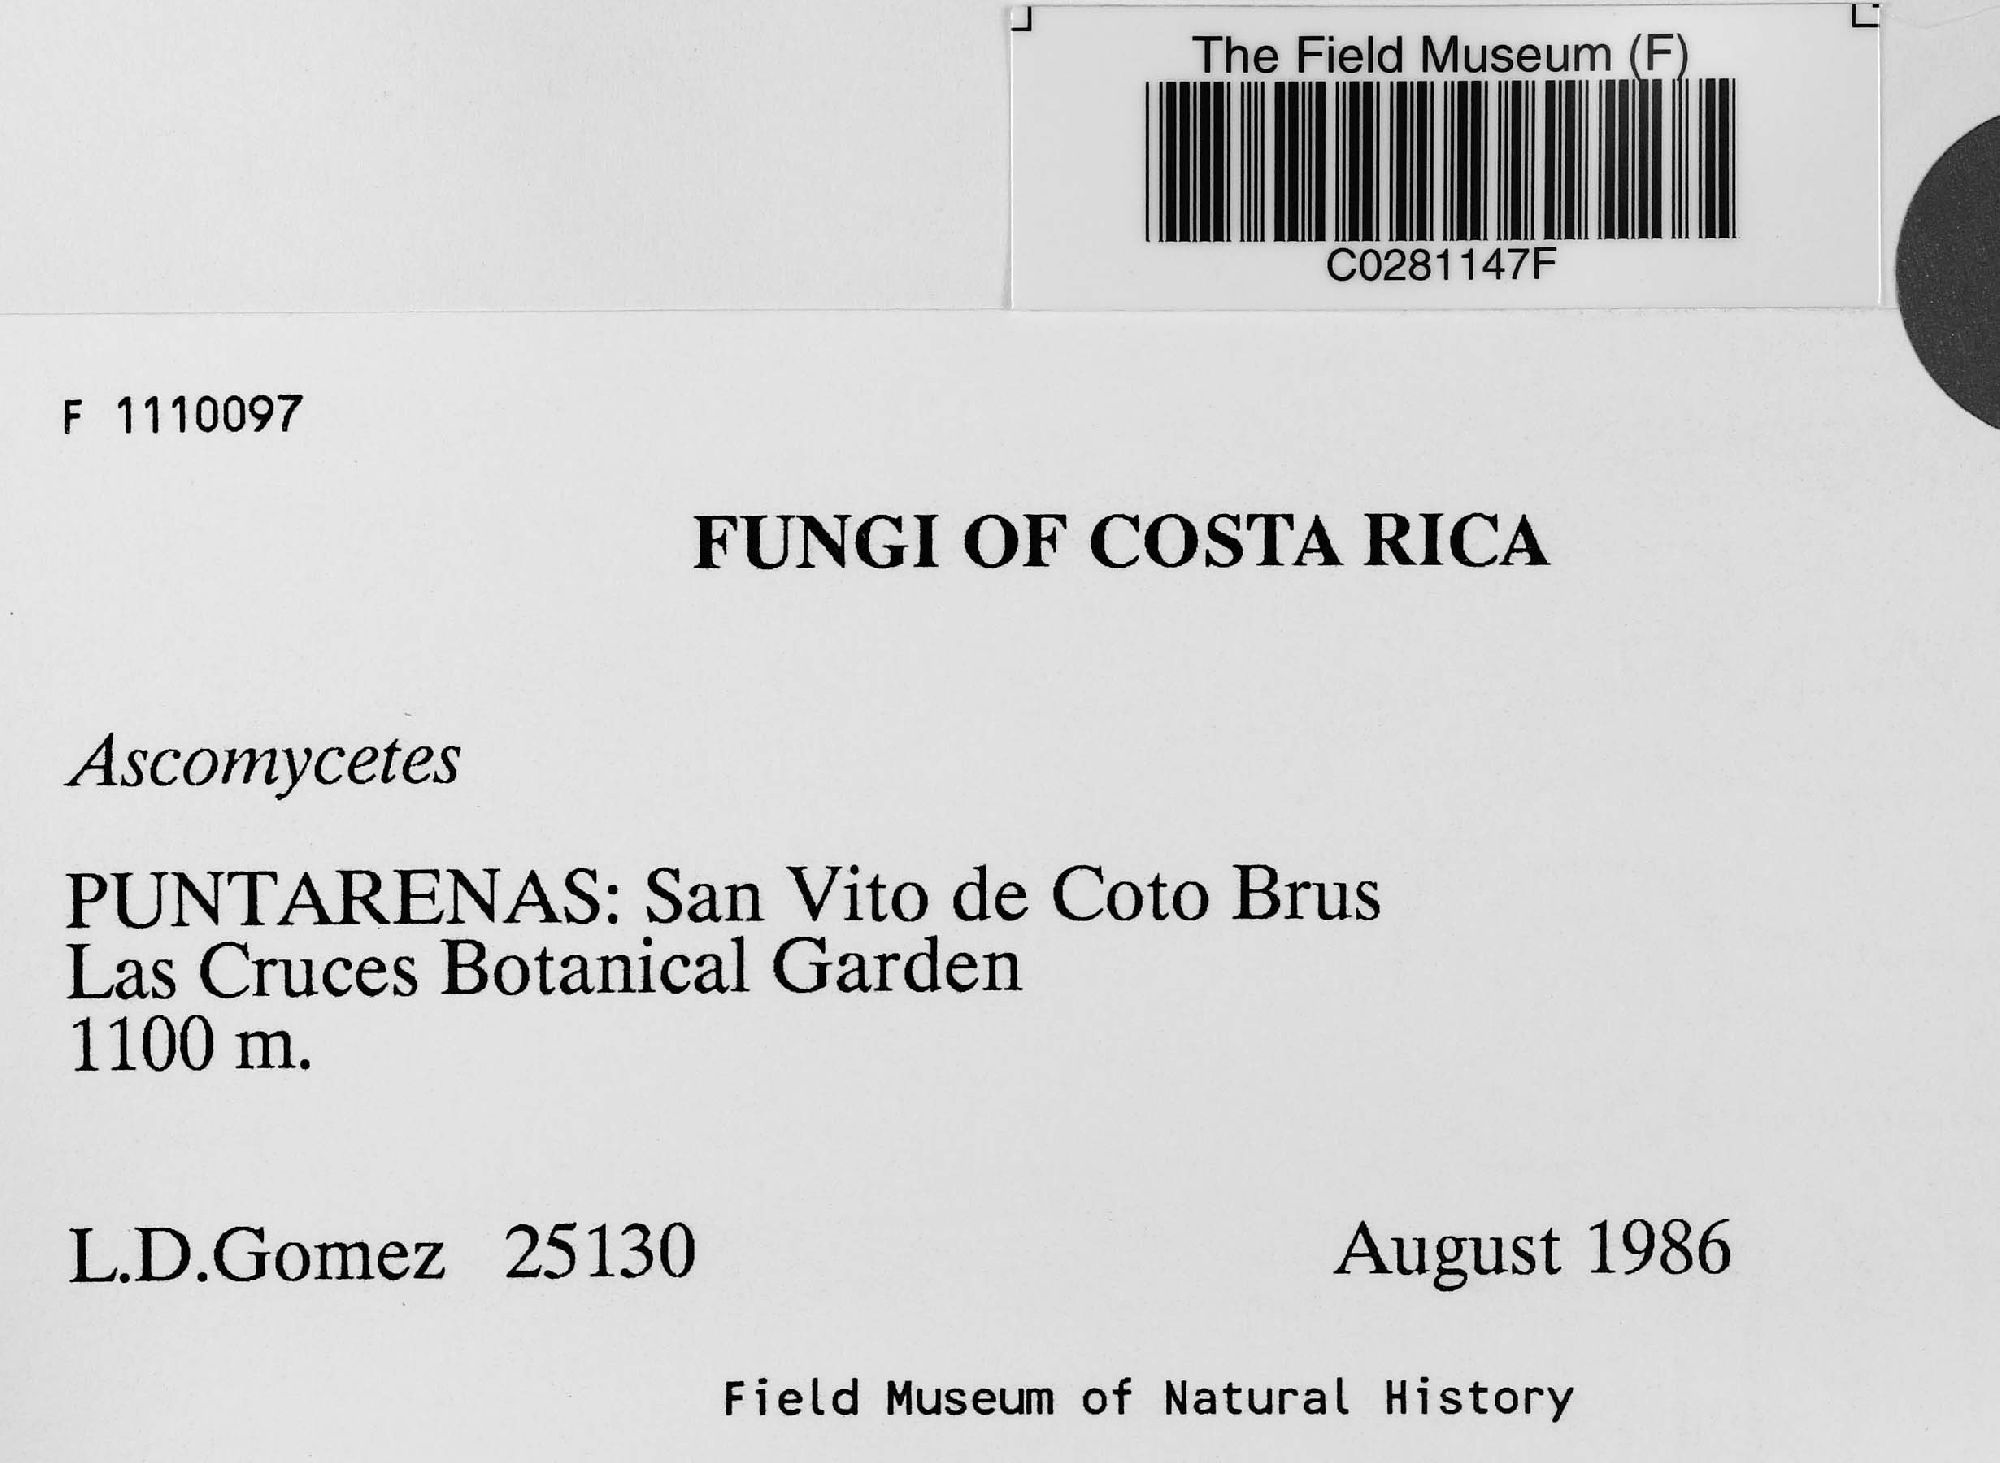 The Field Museum (F)
C0281147F
F 1110097
FUNGI OF COSTA RICA
Ascomycetes
PUNTARENAS: San Vito de Coto Brus
Las Cruces Botanical Garden
1100 m.
L.D.Gomez 25130 August 1986
Field Museum of Natural History